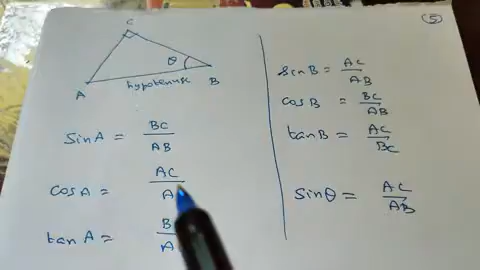 5
C
θ
A
B
hypotenuse
sin A = BC/AB
cos A = AC/A
tan A = B/A
sin B = AC/AB
cos B = BC/AB
tan B = AC/BC
sin θ = AC/AB